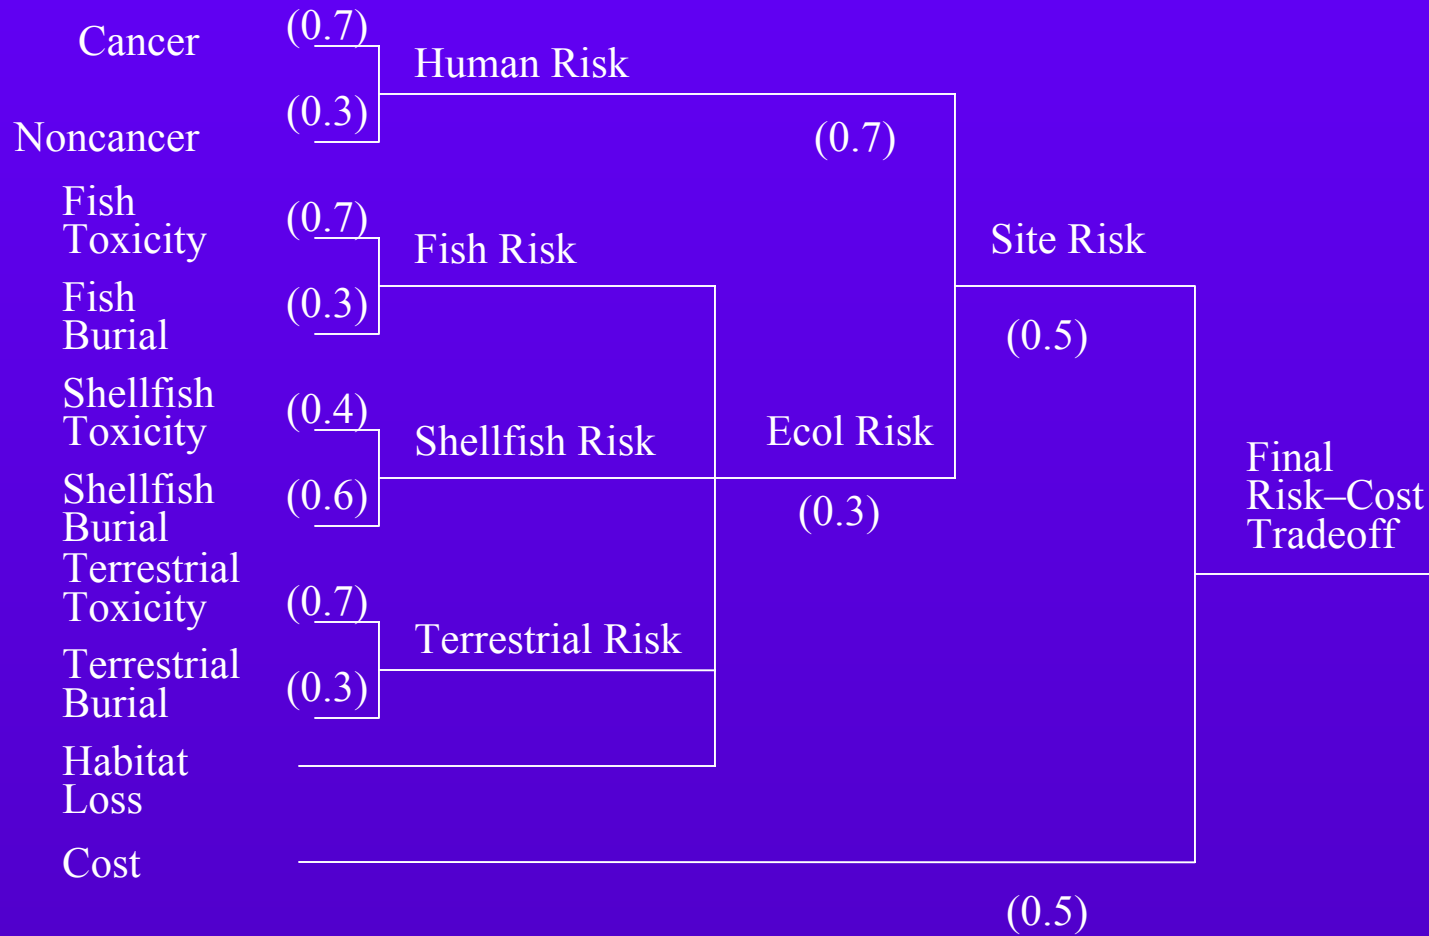 Cancer
(0.7)
Human Risk
Noncancer
(0.3)
(0.7)
Fish
Toxicity
(0.7)
Fish Risk
Site Risk
Fish
Burial
(0.3)
(0.5)
Shellfish
Toxicity
(0.4)
Shellfish Risk
Ecol Risk
Shellfish
Burial
(0.6)
(0.3)
Final
Risk–Cost
Tradeoff
Terrestrial
Toxicity
(0.7)
Terrestrial Risk
Terrestrial
Burial
(0.3)
Habitat
Loss
Cost
(0.5)